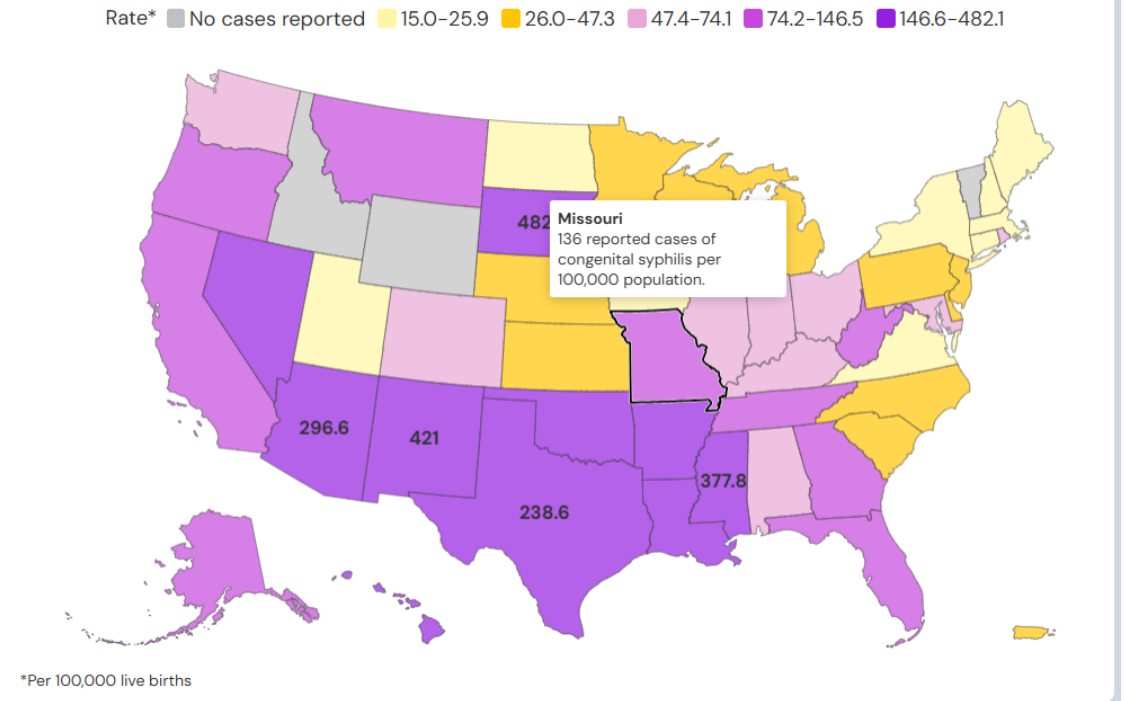 Rate* No cases reported 15.0–25.9 26.0–47.3 47.4–74.1 74.2–146.5 146.6–482.1
482
Missouri
136 reported cases of
congenital syphilis per
100,000 population.
296.6
421
377.8
238.6
*Per 100,000 live births